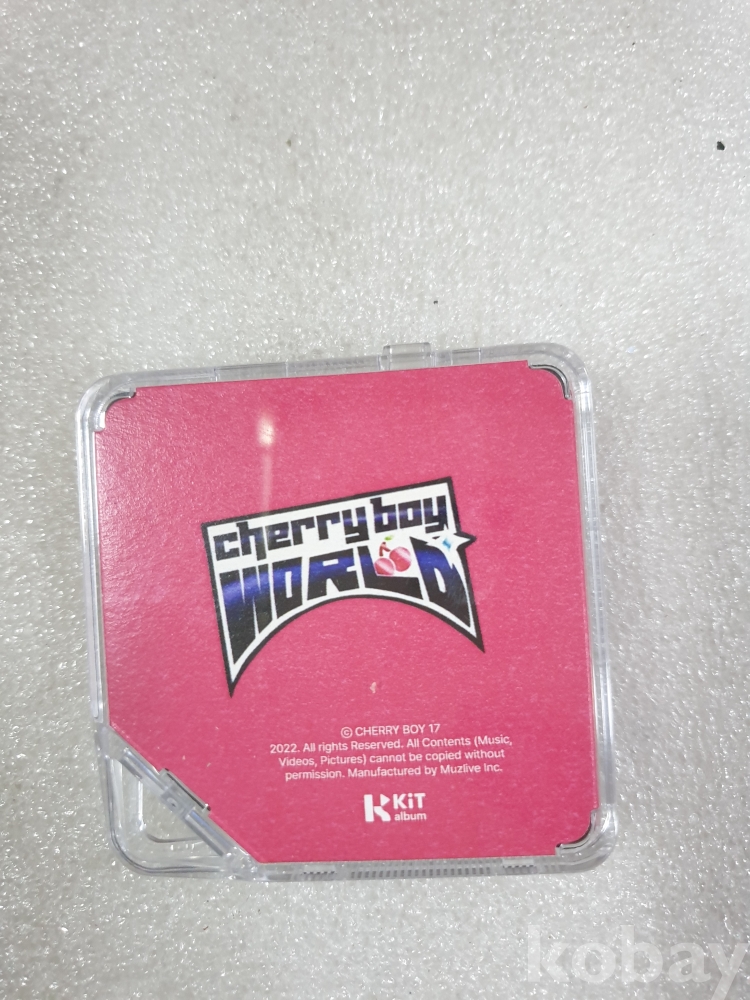 cherry boy
WORLD
© CHERRY BOY 17
2022. All rights Reserved. All Contents (Music,
Videos, Pictures) cannot be copied without
permission. Manufactured by Muzlive Inc.
KiT
album
kobay